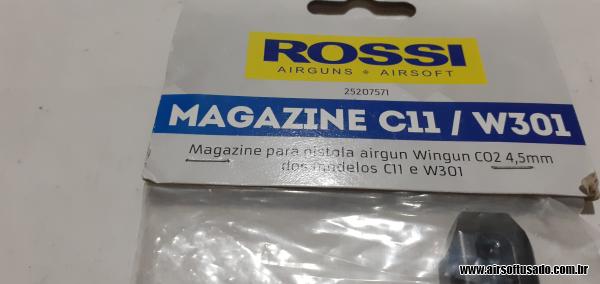 ROSSI
AIRGUNS • AIRSOFT
25207571
MAGAZINE C11 / W301
Magazine para pistola airgun Wingun CO2 4,5mm
dos modelos C11 e W301
www.airsoftusado.com.br